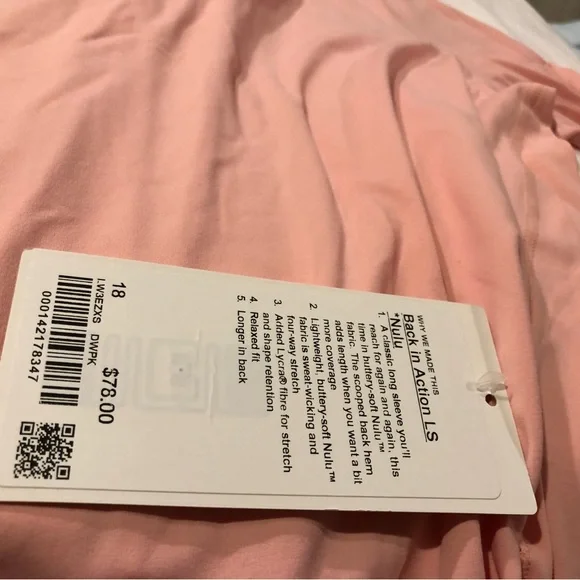 WHY WE MADE THIS
Back in Action LS
*Nulu
1. A classic long sleeve you'll
reach for again and again, this
time in buttery-soft Nulu™
fabric. The scooped back hem
adds length when you want a bit
more coverage
2. Lightweight, buttery-soft Nulu™
fabric is sweat-wicking and
four-way stretch
3. Added Lycra® fibre for stretch
and shape retention
4. Relaxed fit
5. Longer in back
18
LW3EZXS DWPK
$78.00
000142178347